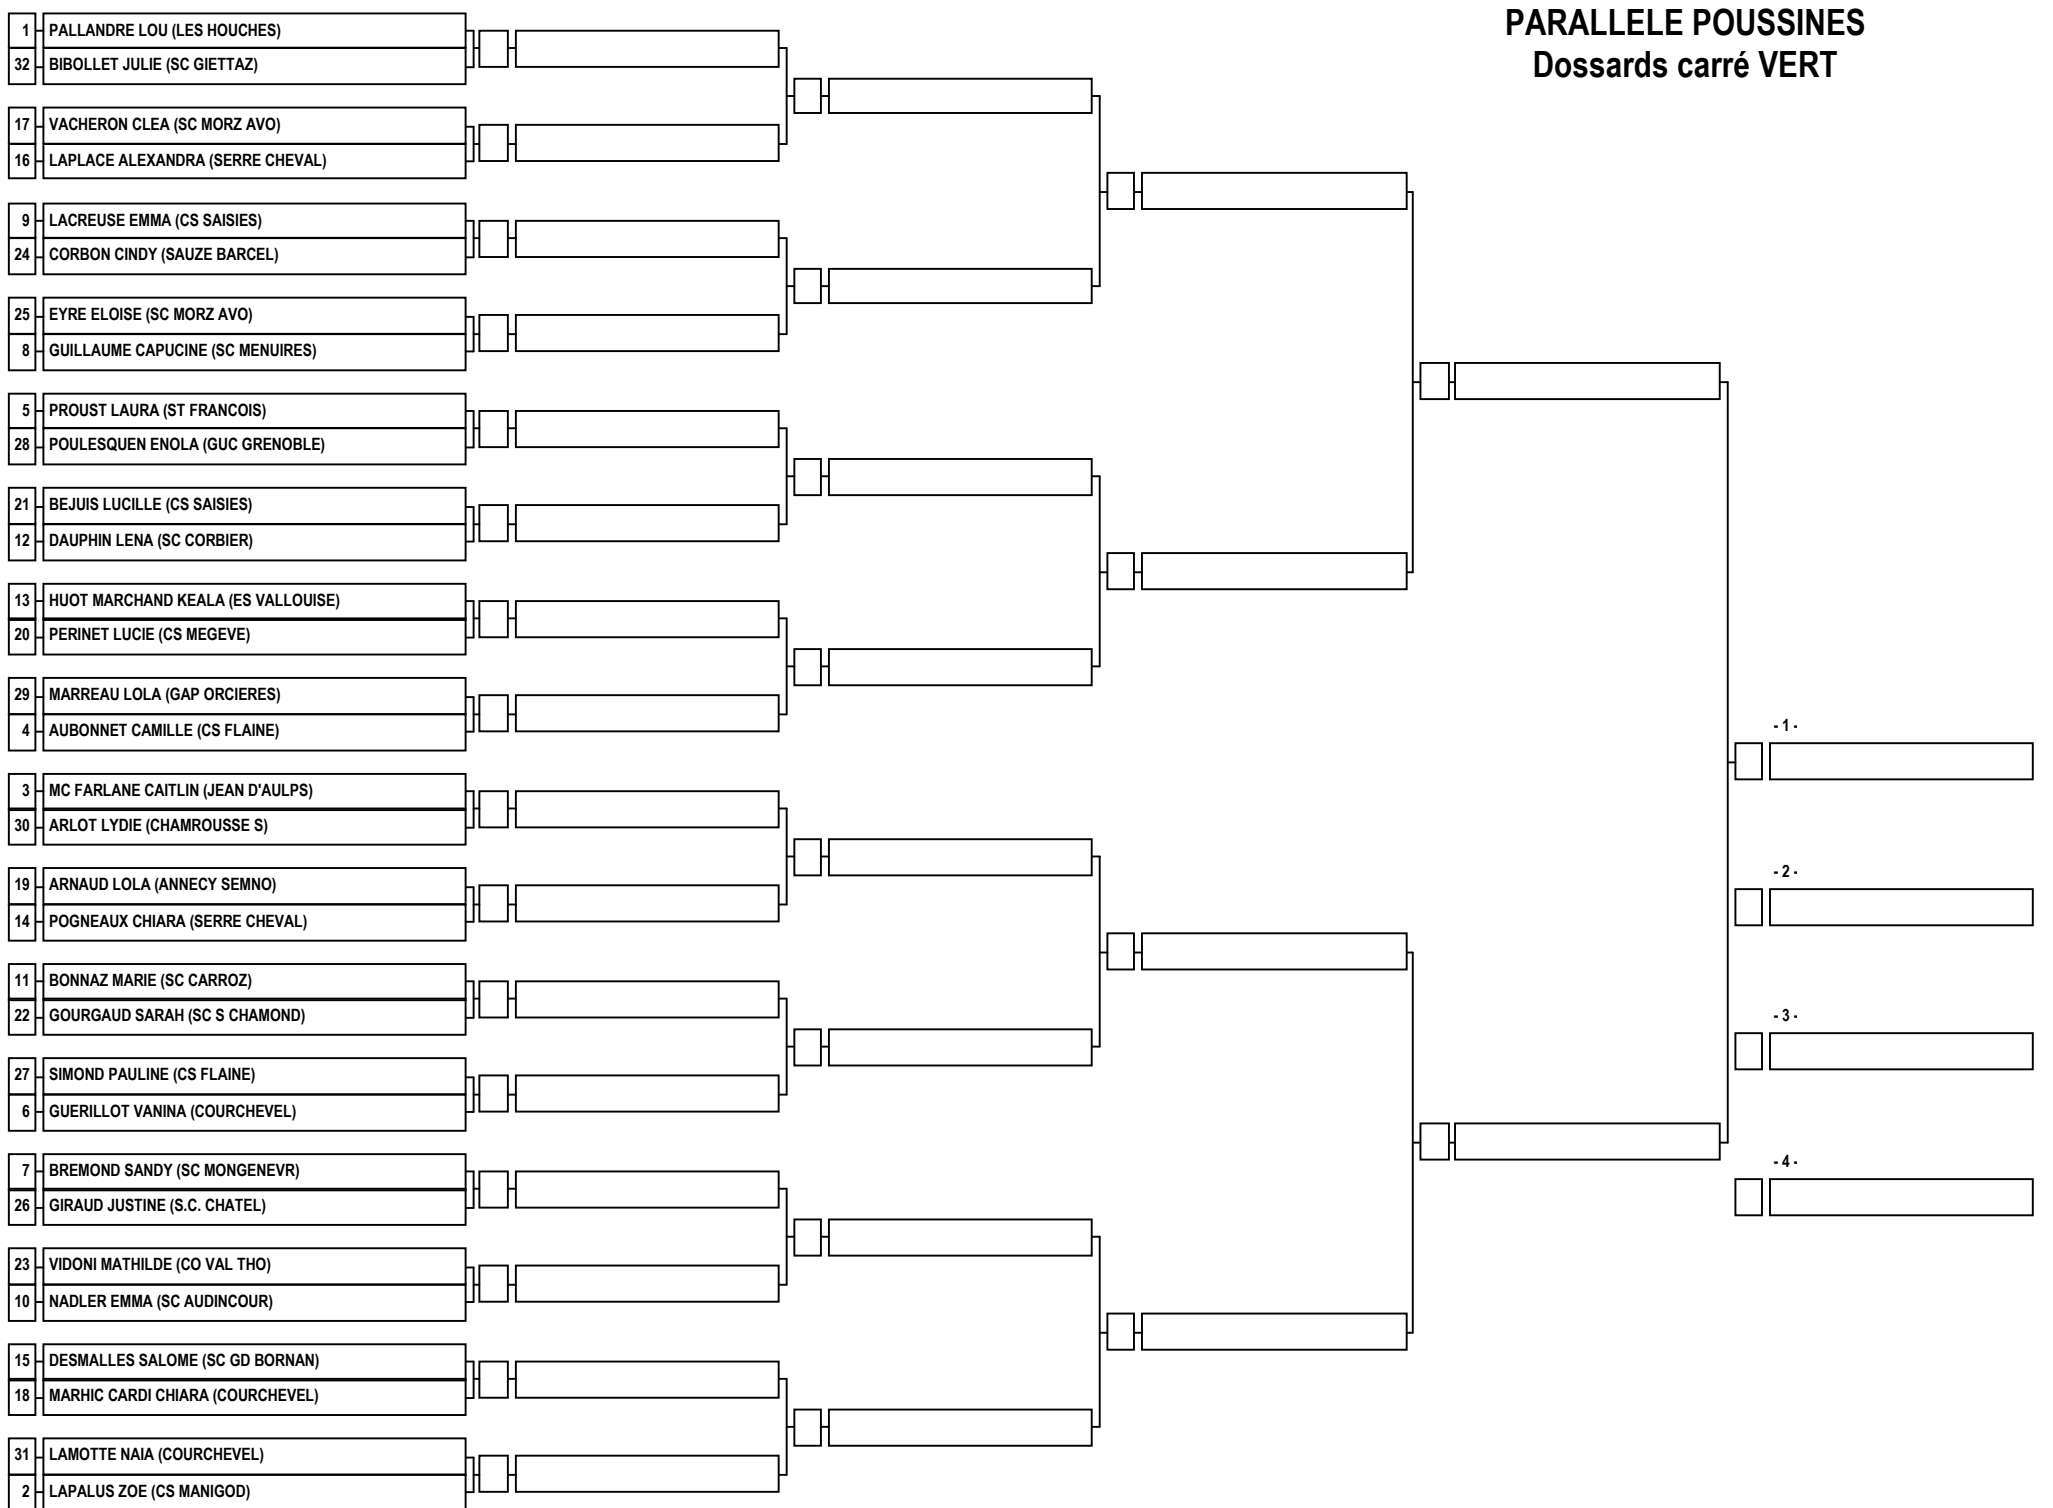 PARALLELE POUSSINES
Dossards carré VERT
1 PALLANDRE LOU (LES HOUCHES)
32 BIBOLLET JULIE (SC GIETTAZ)
17 VACHERON CLEA (SC MORZ AVO)
16 LAPLACE ALEXANDRA (SERRE CHEVAL)
9 LACREUSE EMMA (CS SAISIES)
24 CORBON CINDY (SAUZE BARCEL)
25 EYRE ELOISE (SC MORZ AVO)
8 GUILLAUME CAPUCINE (SC MENUIRES)
5 PROUST LAURA (ST FRANCOIS)
28 POULESQUEN ENOLA (GUC GRENOBLE)
21 BEJUIS LUCILLE (CS SAISIES)
12 DAUPHIN LENA (SC CORBIER)
13 HUOT MARCHAND KEALA (ES VALLOUISE)
20 PERINET LUCIE (CS MEGEVE)
29 MARREAU LOLA (GAP ORCIERES)
4 AUBONNET CAMILLE (CS FLAINE)
3 MC FARLANE CAITLIN (JEAN D'AULPS)
30 ARLOT LYDIE (CHAMROUSSE S)
19 ARNAUD LOLA (ANNECY SEMNO)
14 POGNEAUX CHIARA (SERRE CHEVAL)
11 BONNAZ MARIE (SC CARROZ)
22 GOURGAUD SARAH (SC S CHAMOND)
27 SIMOND PAULINE (CS FLAINE)
6 GUERILLOT VANINA (COURCHEVEL)
7 BREMOND SANDY (SC MONGENEVR)
26 GIRAUD JUSTINE (S.C. CHATEL)
23 VIDONI MATHILDE (CO VAL THO)
10 NADLER EMMA (SC AUDINCOUR)
15 DESMALLES SALOME (SC GD BORNAN)
18 MARHIC CARDI CHIARA (COURCHEVEL)
31 LAMOTTE NAIA (COURCHEVEL)
2 LAPALUS ZOE (CS MANIGOD)
- 1 -
- 2 -
- 3 -
- 4 -